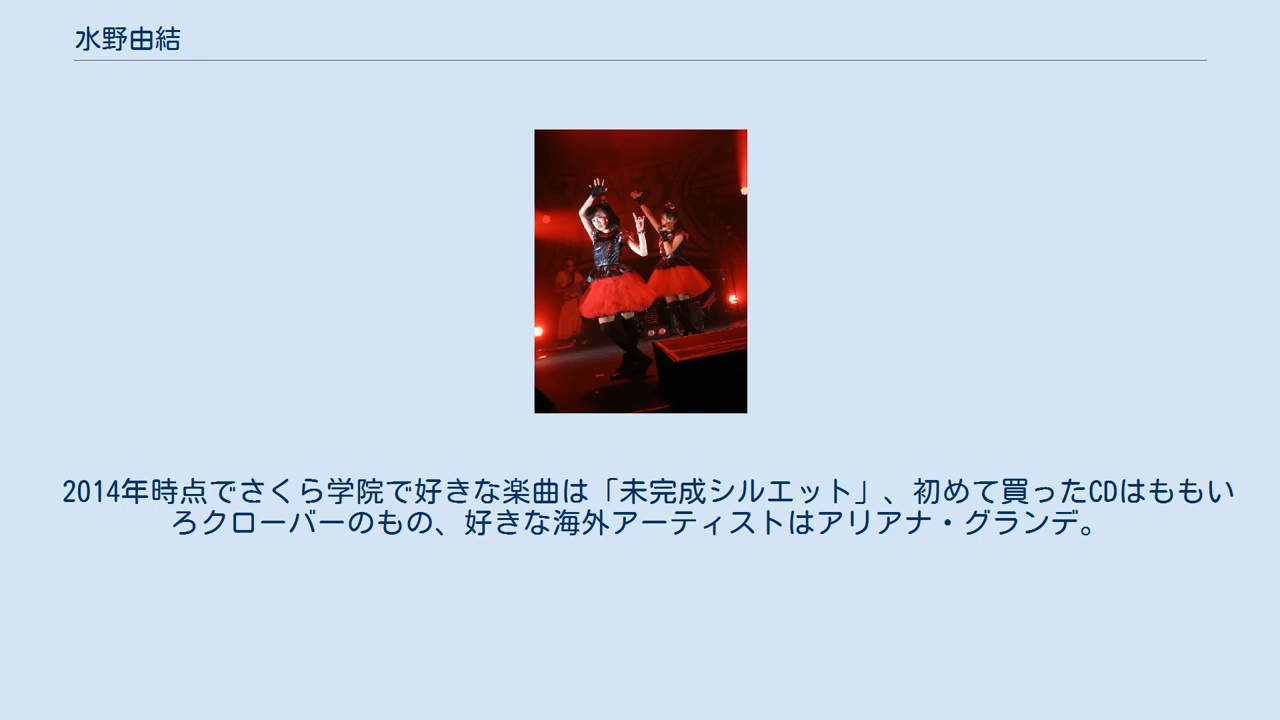 水野由結
2014年時点でさくら学院で好きな楽曲は「未完成シルエット」、初めて買ったCDはももい
ろクローバーのもの、好きな海外アーティストはアリアナ・グランデ。